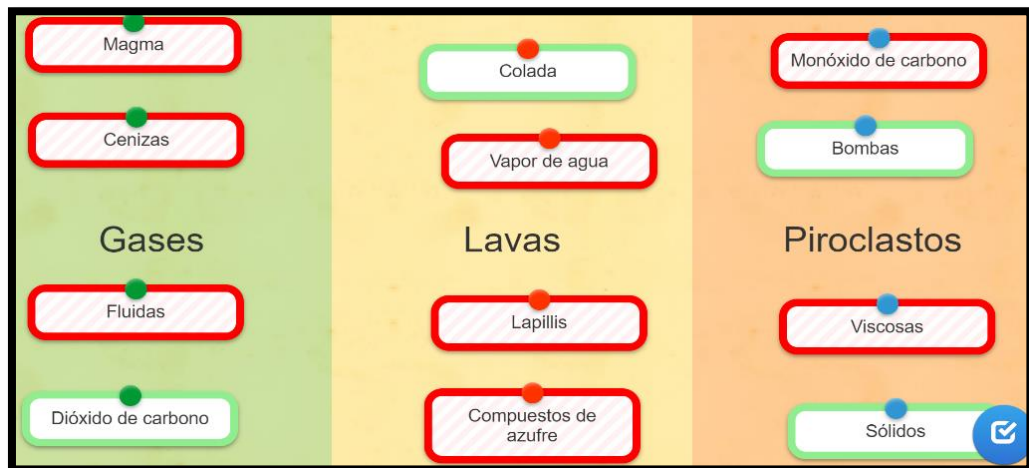 Magma
Cenizas
Gases
Fluidas
Dióxido de carbono
Colada
Vapor de agua
Lavas
Lapillis
Compuestos de
azufre
Monóxido de carbono
Bombas
Piroclastos
Viscosas
Sólidos